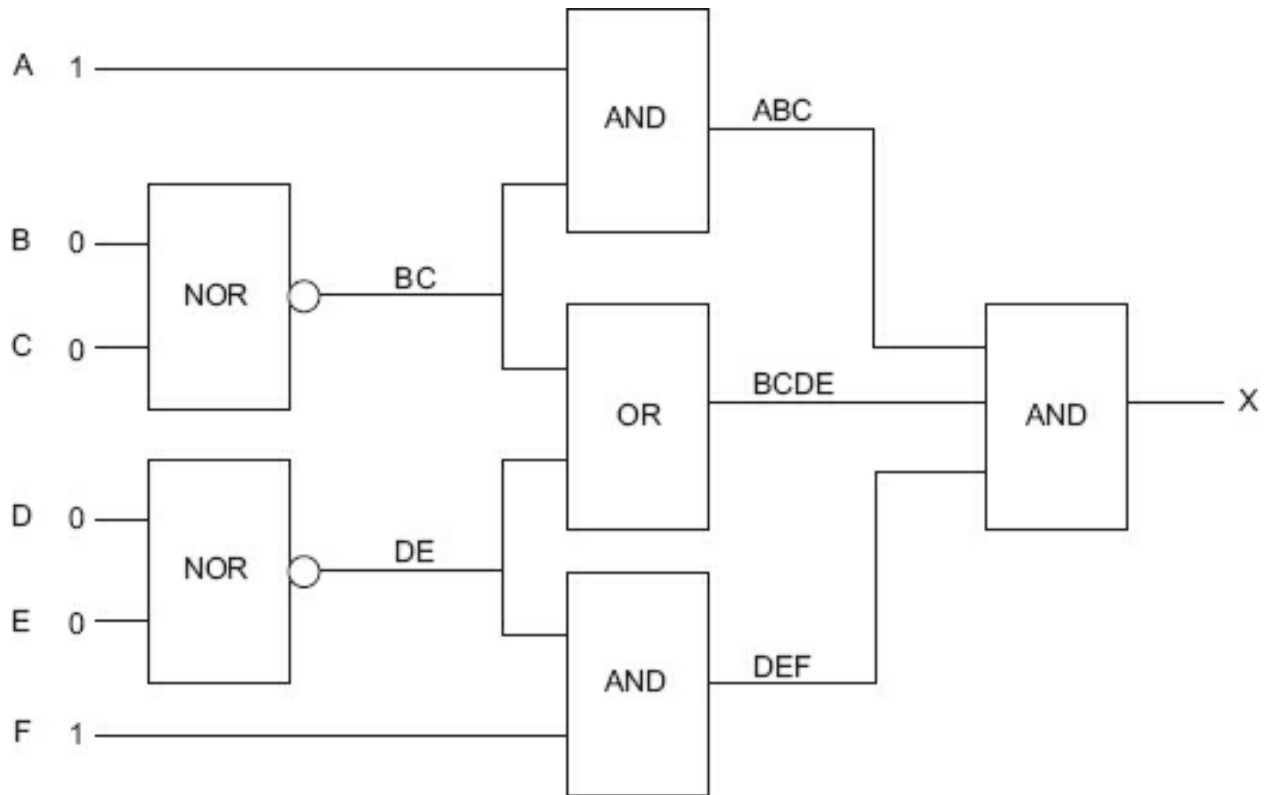 A 1
AND
ABC
B 0
NOR
BC
C 0
OR
BCDE
AND
X
D 0
NOR
DE
E 0
AND
DEF
F 1